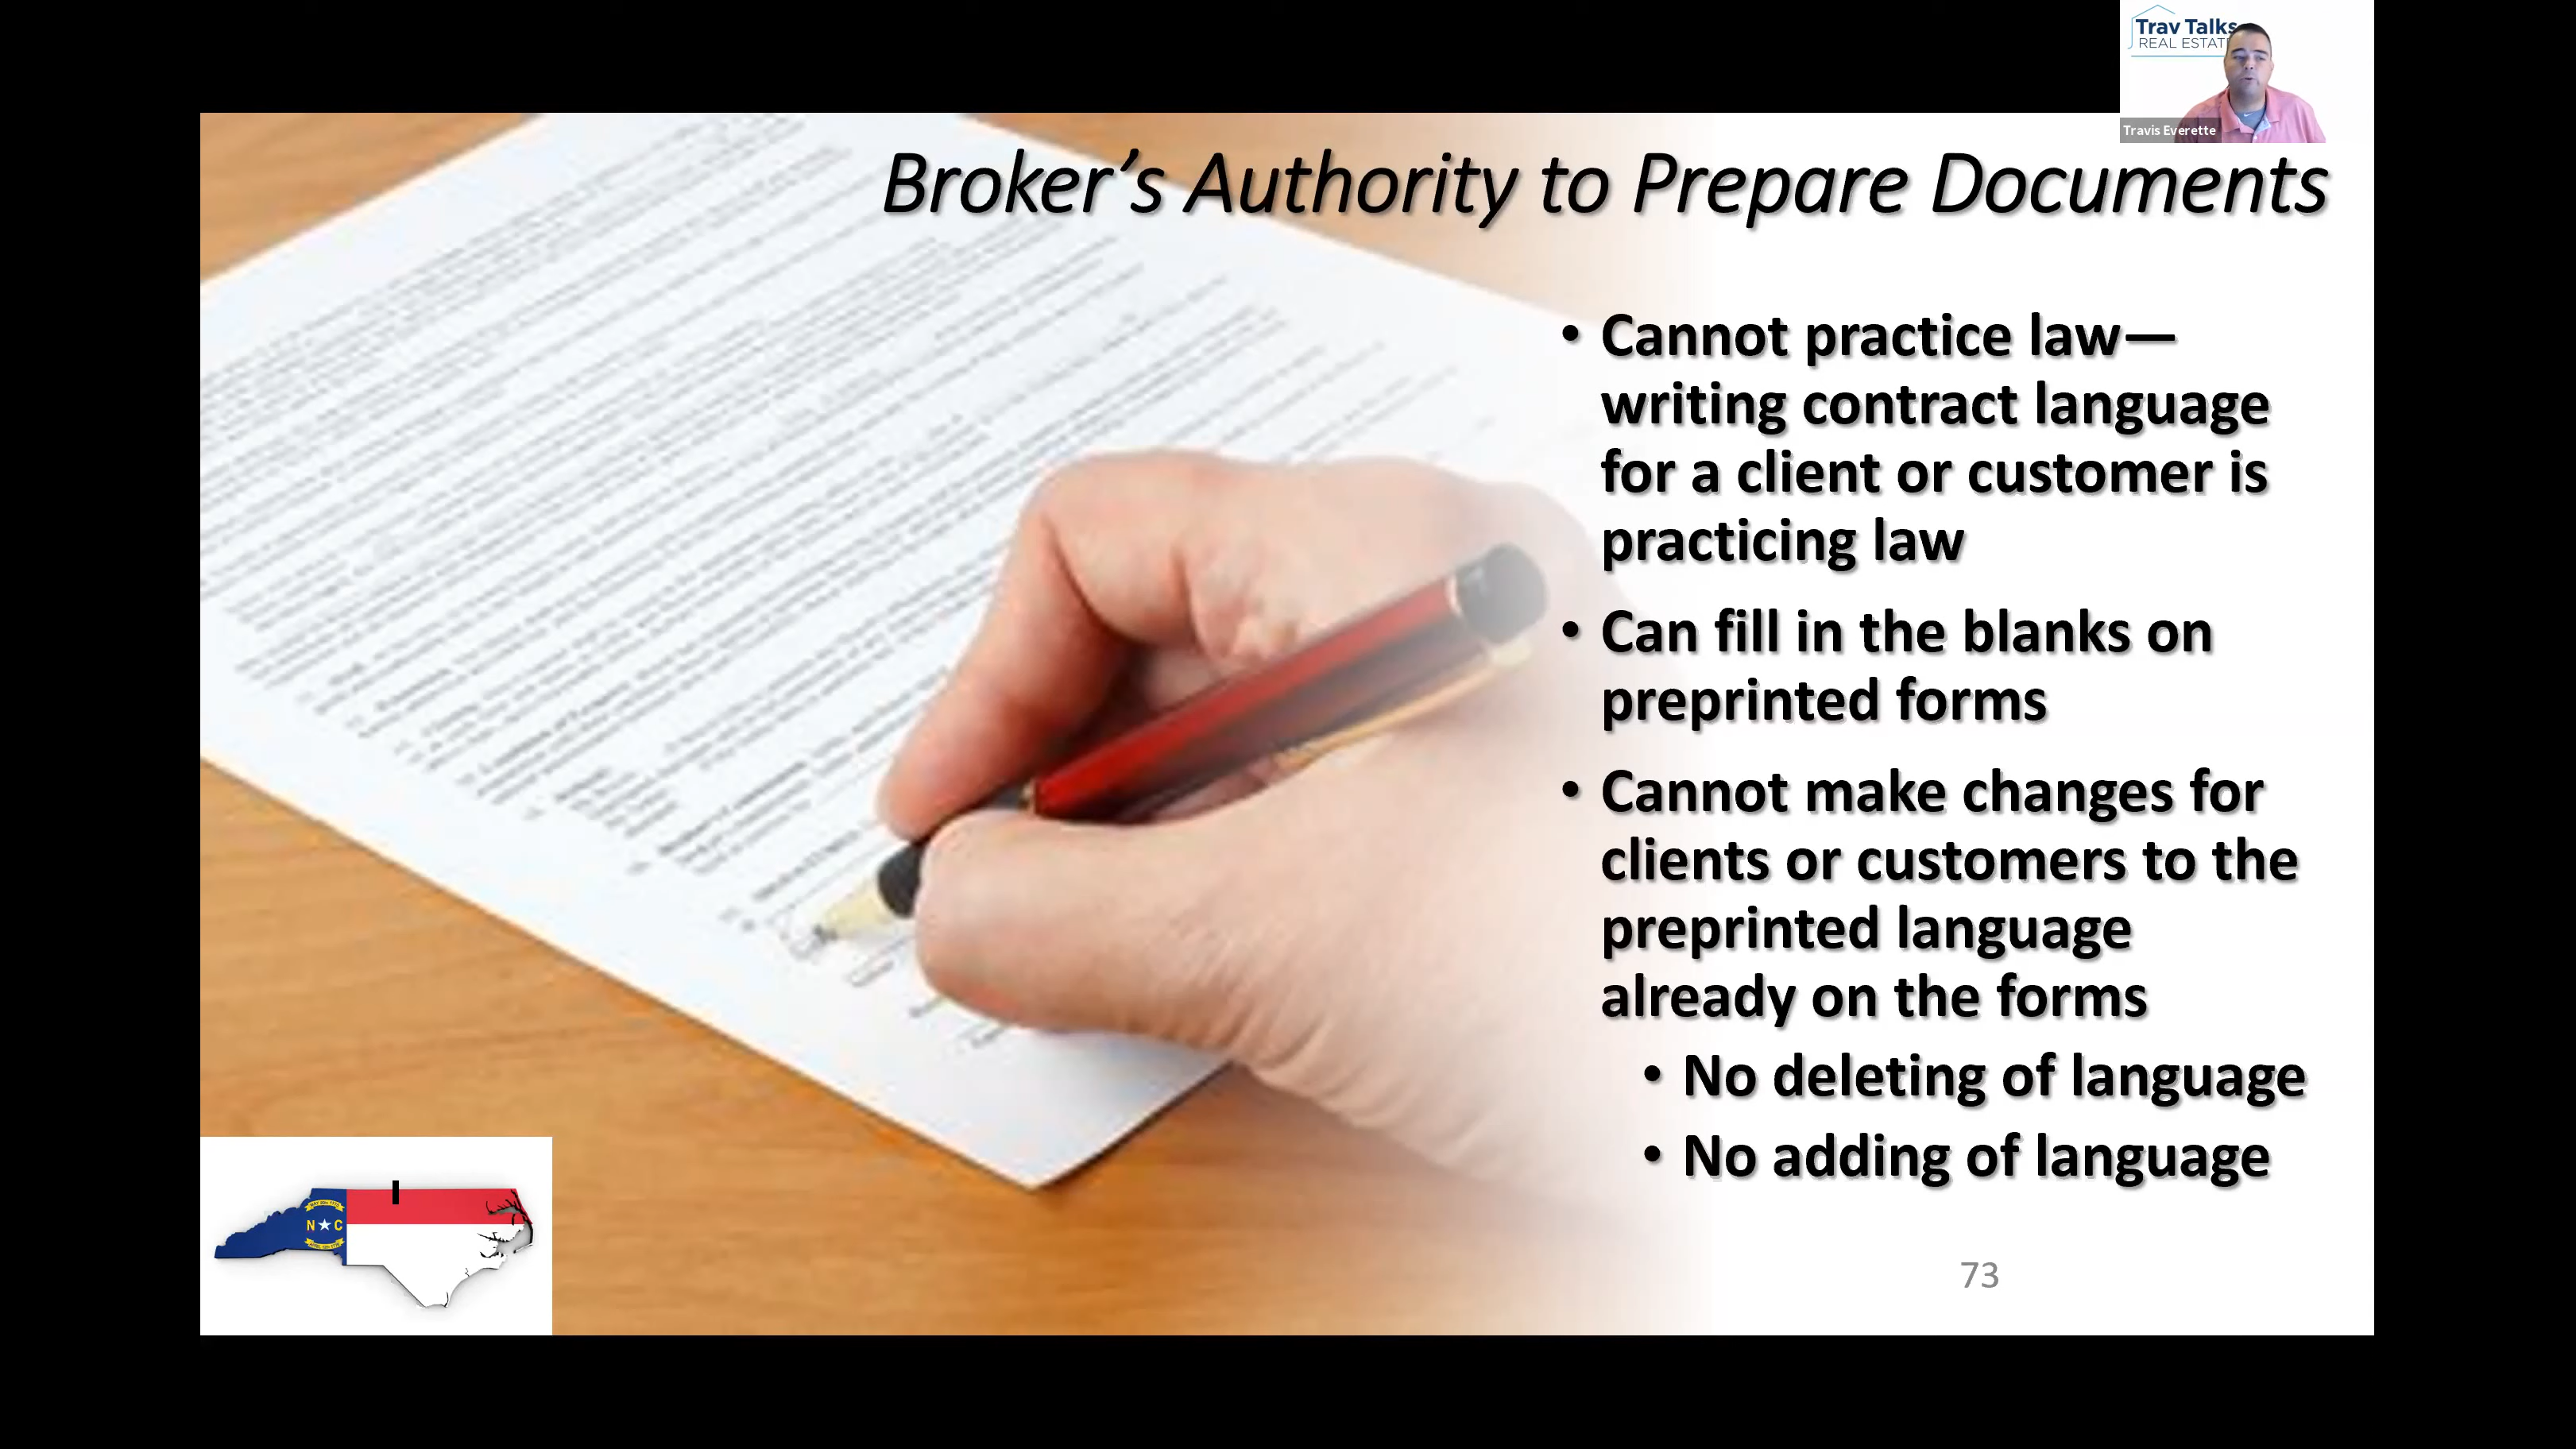 Trav Talks
REAL ESTAT
Travis Everette
Broker’s Authority to Prepare Documents
• Cannot practice law—
writing contract language
for a client or customer is
practicing law
• Can fill in the blanks on
preprinted forms
• Cannot make changes for
clients or customers to the
preprinted language
already on the forms
• No deleting of language
• No adding of language
N★C
73